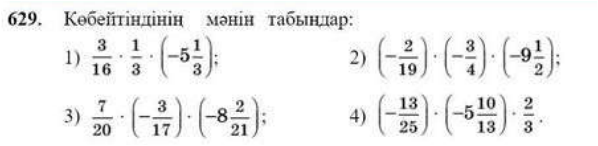 629. Көбейтіндінің мәнін табыңдар:
1) 3/16 · 1/3 · (−5 1/3); 2) (−2/19) · (−3/4) · (−9 1/2);
3) 7/20 · (−3/17) · (−8 2/21); 4) (−13/25) · (−5 10/13) · 2/3.